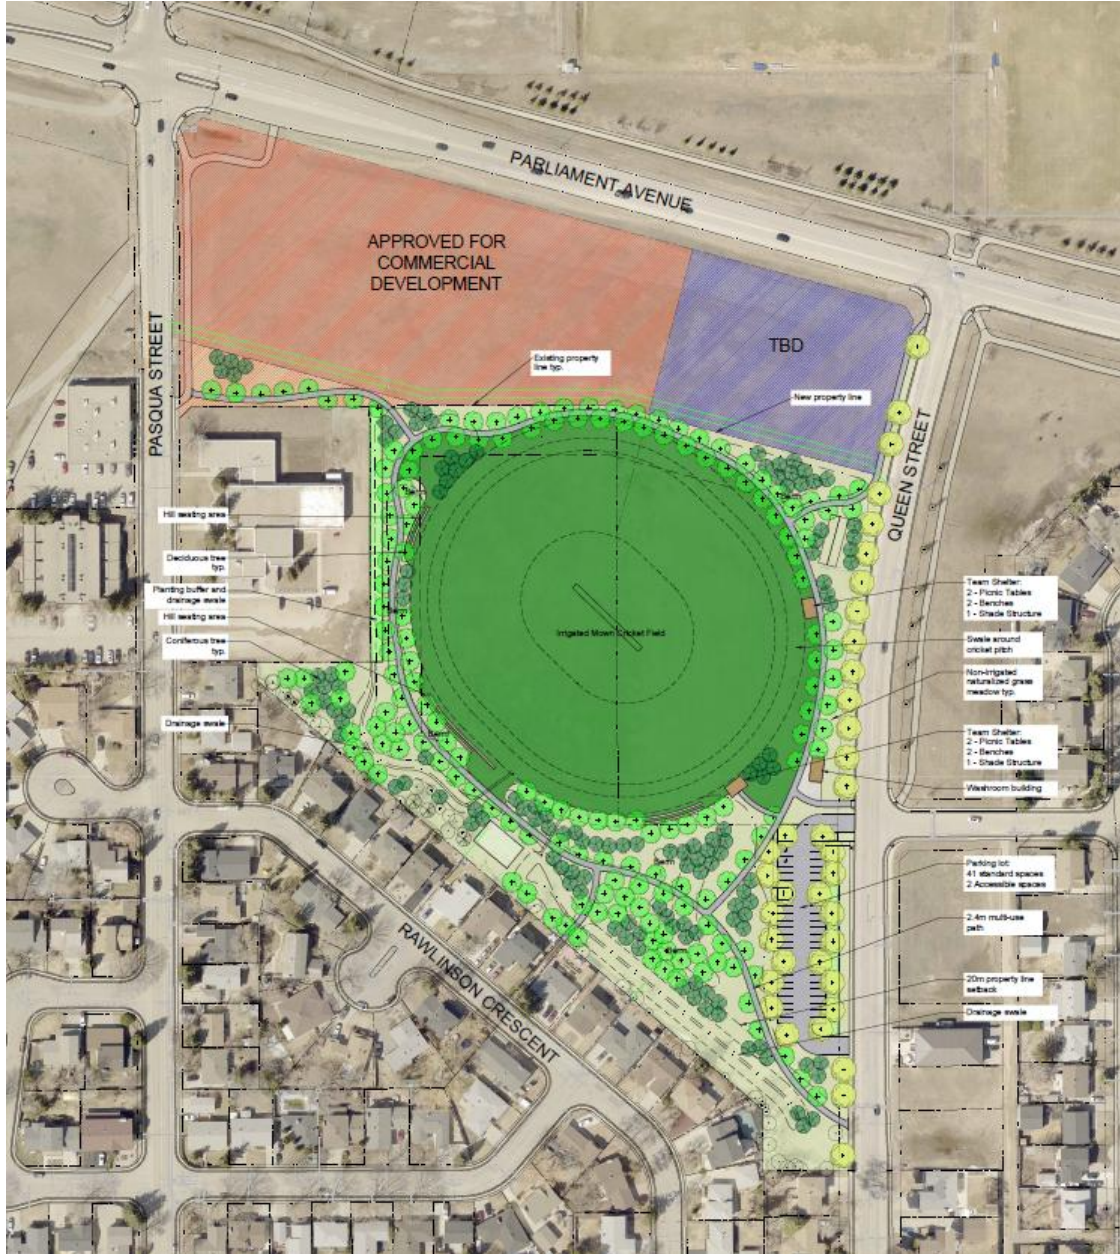 PARLIAMENT AVENUE
APPROVED FOR
COMMERCIAL
DEVELOPMENT
PASQUA STREET
TBD
Existing property
line typ.
New property line
QUEEN STREET
Hill seating area
Deciduous tree
typ.
Planting buffer and
drainage swale
Hill seating area
Coniferous tree
typ.
Drainage swale
Irrigated Mown Cricket Field
Team Shelter:
2 - Picnic Tables
2 - Benches
1 - Shade Structure
Swale around
cricket pitch
Non-irrigated
naturalized grass
meadow typ.
Team Shelter:
2 - Picnic Tables
2 - Benches
1 - Shade Structure
Washroom building
Parking lot:
41 standard spaces
2 Accessible spaces
2.4m multi-use
path
20m property line
setback
Drainage swale
RAWLINSON CRESCENT